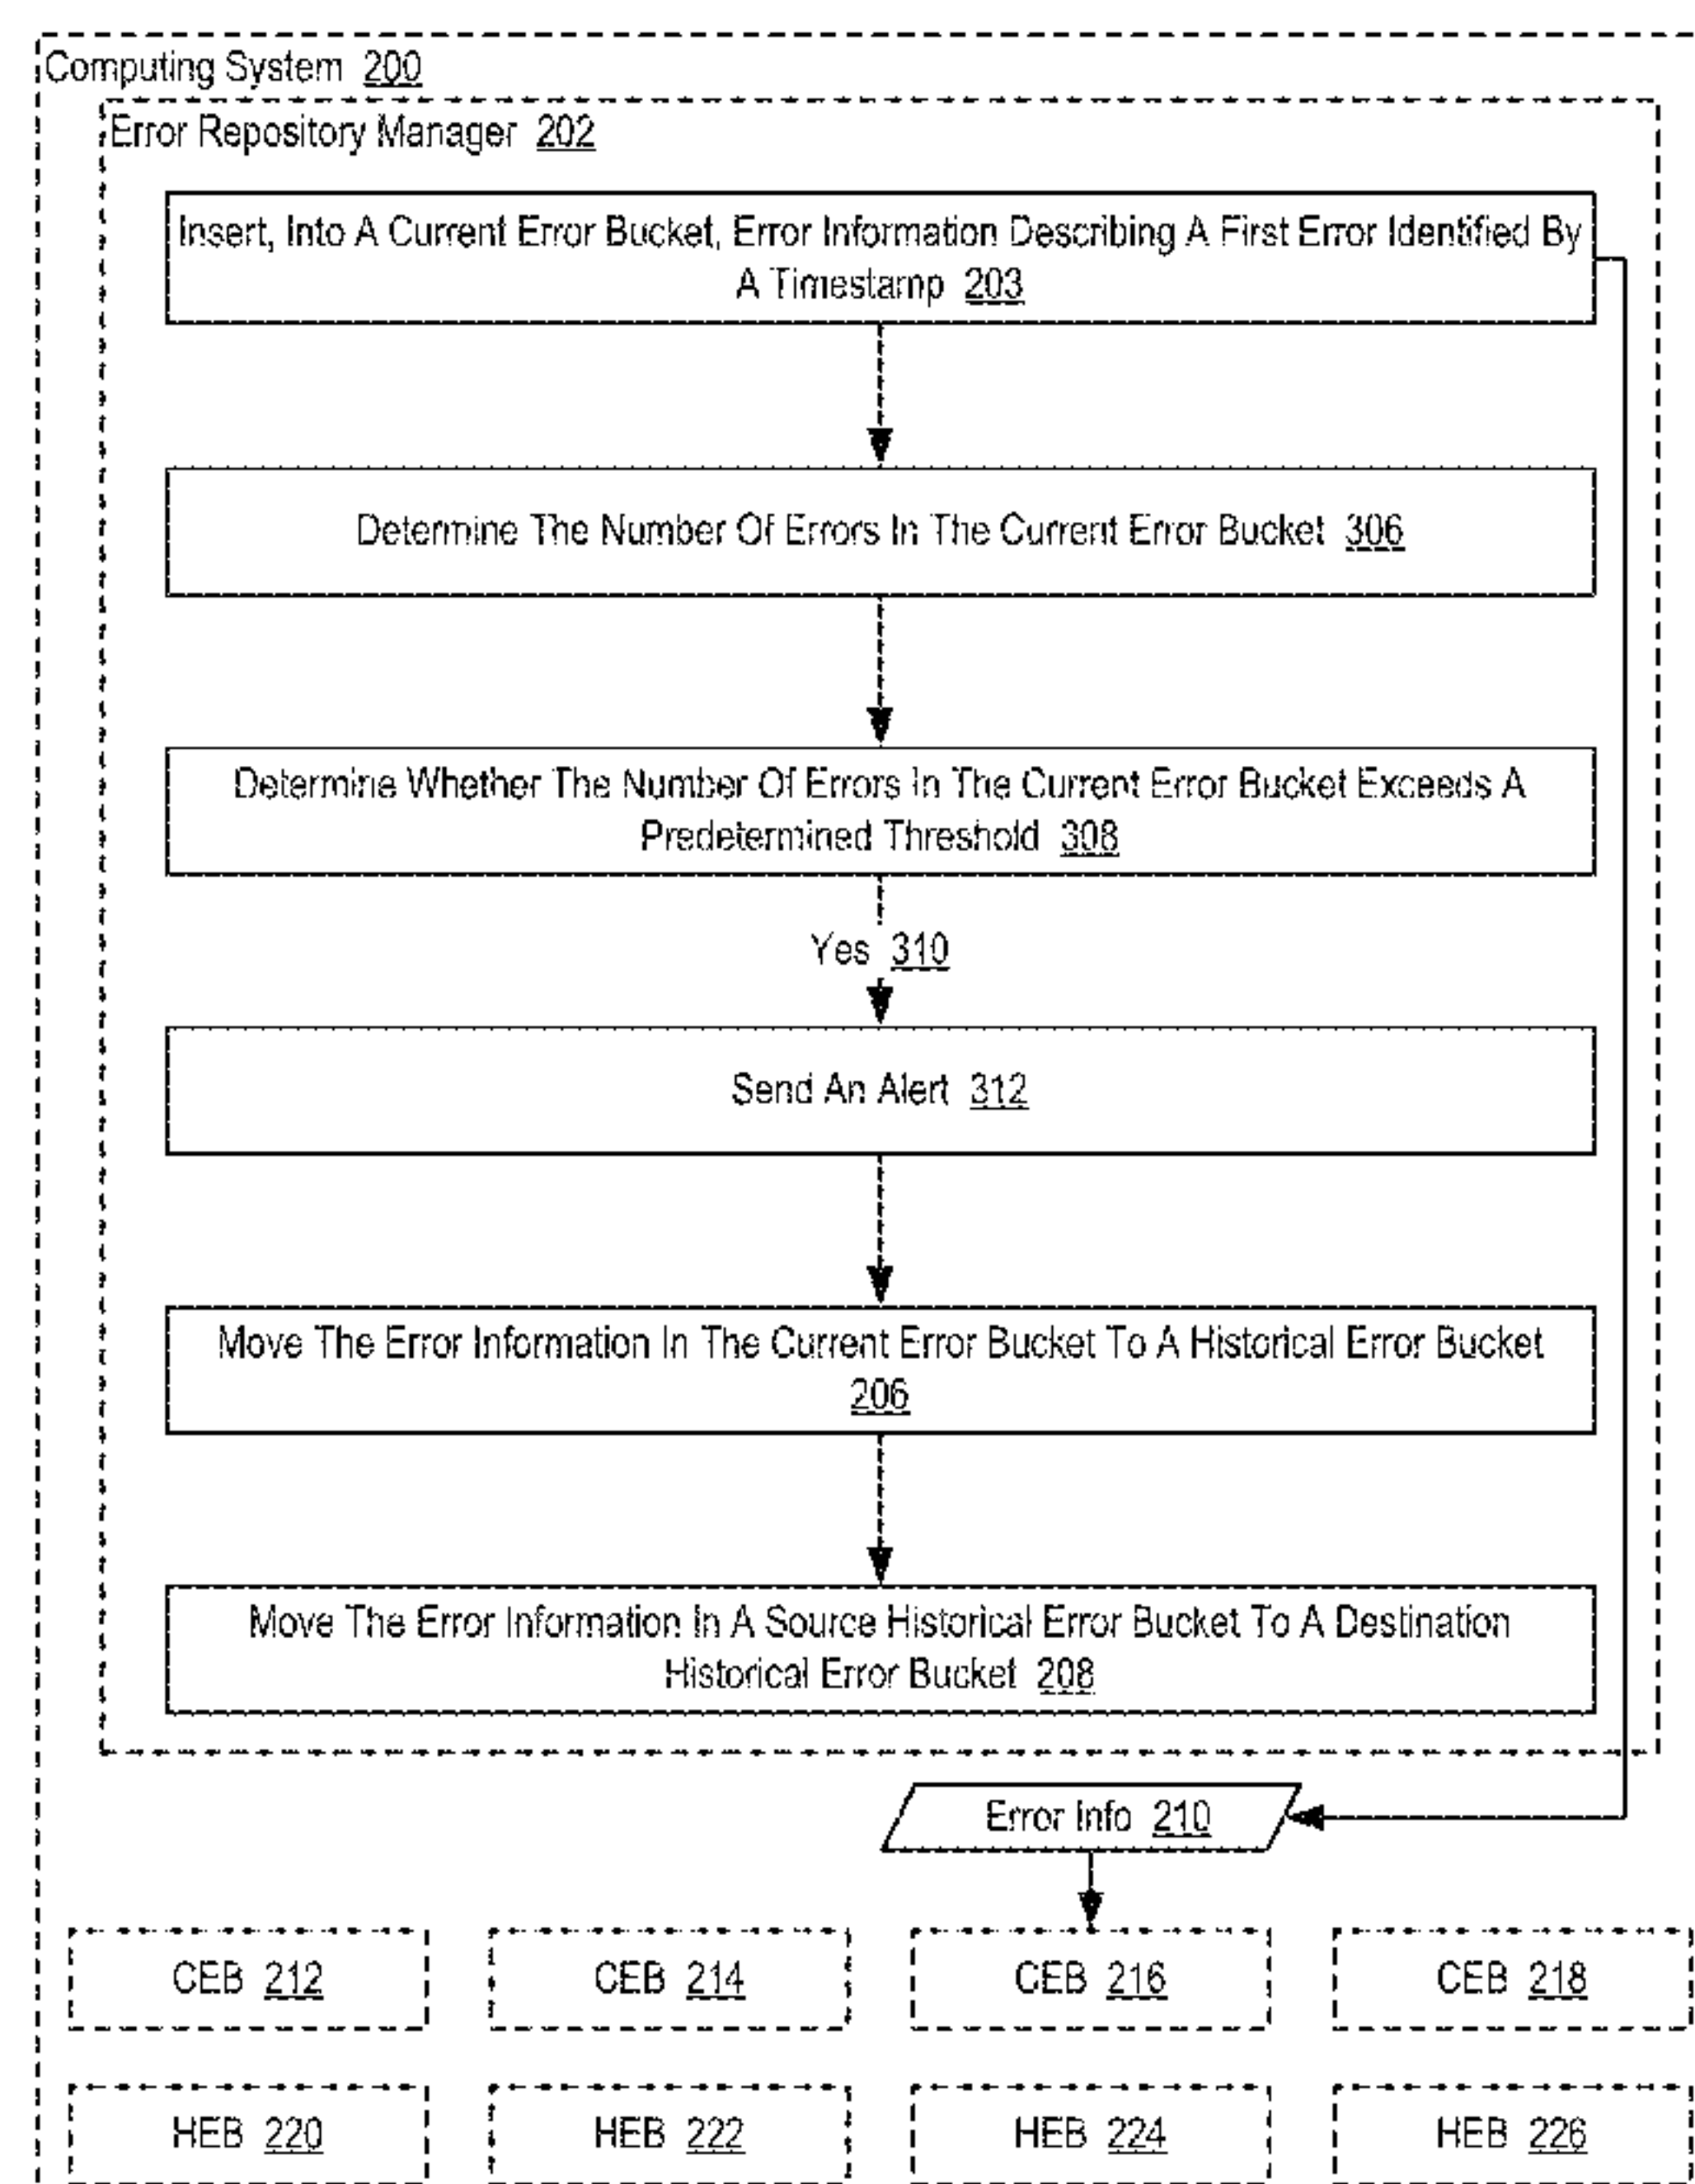 Computing System 200
Error Repository Manager 202
Insert, Into A Current Error Bucket, Error Information Describing A First Error Identified By
A Timestamp 203
Determine The Number Of Errors In The Current Error Bucket 306
Determine Whether The Number Of Errors In The Current Error Bucket Exceeds A
Predetermined Threshold 308
Yes 310
Send An Alert 312
Move The Error Information In The Current Error Bucket To A Historical Error Bucket
206
Move The Error Information In A Source Historical Error Bucket To A Destination
Historical Error Bucket 208
Error Info 210
CEB 212
CEB 214
CEB 216
CEB 218
HEB 220
HEB 222
HEB 224
HEB 226